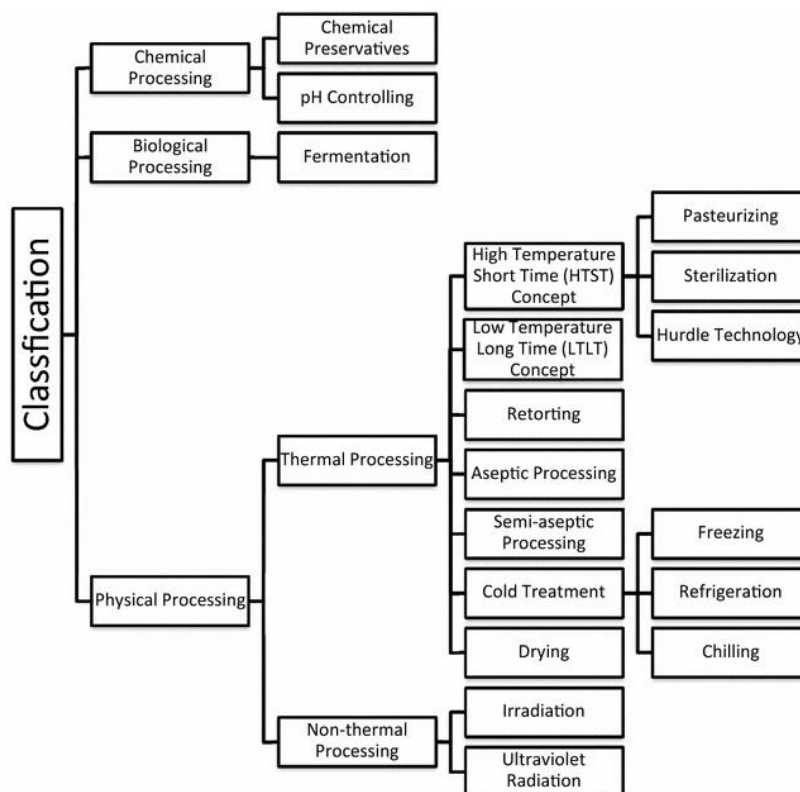 Classfication
Chemical
Processing
Chemical
Preservatives
pH Controlling
Biological
Processing
Fermentation
Physical Processing
Thermal Processing
High Temperature
Short Time (HTST)
Concept
Pasteurizing
Sterilization
Hurdle Technology
Low Temperature
Long Time (LTLT)
Concept
Retorting
Aseptic Processing
Semi-aseptic
Processing
Cold Treatment
Freezing
Refrigeration
Chilling
Drying
Non-thermal
Processing
Irradiation
Ultraviolet
Radiation